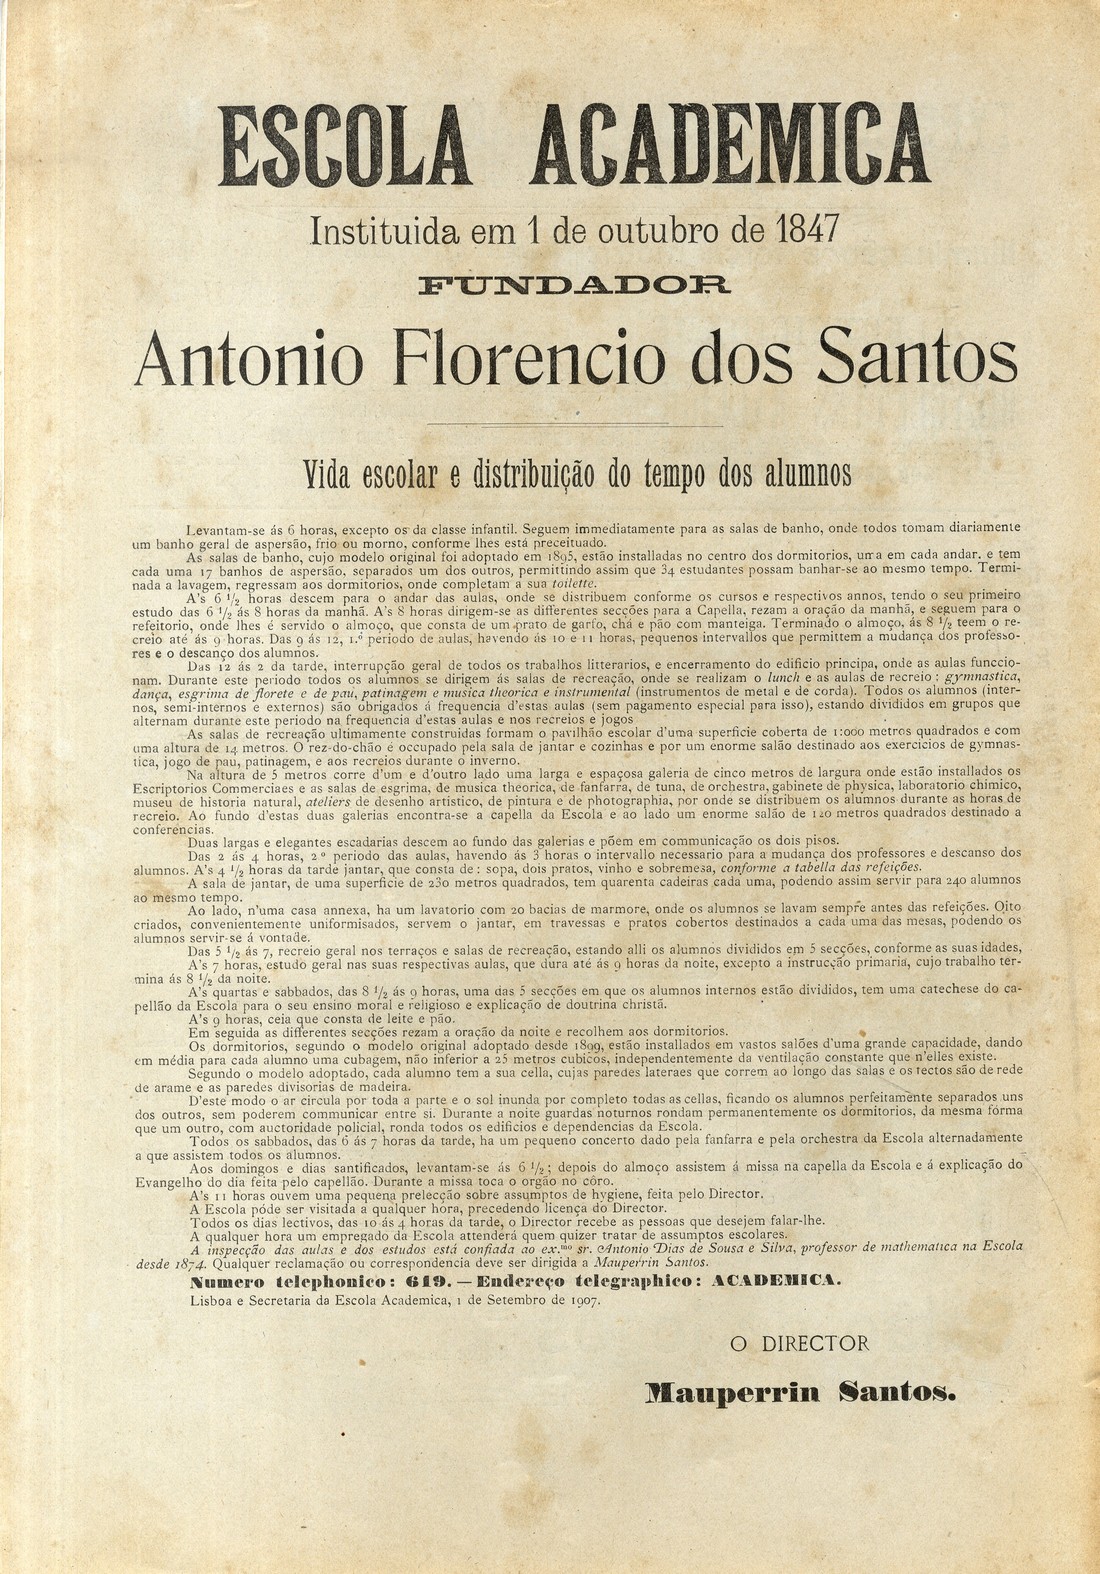 ESCOLA ACADEMICA
Instituida em 1 de outubro de 1847
FUNDADOR
Antonio Florencio dos Santos
Vida escolar e distribuição do tempo dos alumnos
Levantam-se ás 6 horas, excepto os da classe infantil. Seguem immediatamente para as salas de banho, onde todos tomam diariamente
um banho geral de aspersão, frio ou morno, conforme lhes está preceituado.
As salas de banho, cujo modelo original foi adoptado em 1895, estão installadas no centro dos dormitorios, uma em cada andar. e tem
cada uma 17 banhos de aspersão, separados um dos outros, permittindo assim que 34 estudantes possam banhar-se ao mesmo tempo. Termi-
nada a lavagem, regressam aos dormitorios, onde completam a sua toilette.
A's 6 1/2 horas descem para o andar das aulas, onde se distribuem conforme os cursos e respectivos annos, tendo o seu primeiro
estudo das 6 1/2 ás 8 horas da manhã. A's 8 horas dirigem-se as differentes secções para a Capella, rezam a oração da manhã, e seguem para o
refeitorio, onde lhes é servido o almoço, que consta de um prato de garfo, chá e pão com manteiga. Terminado o almoço, ás 8 1/2 teem o re-
creio até ás 9 horas. Das 9 ás 12, 1.º periodo de aulas, havendo ás 10 e 11 horas, pequenos intervallos que permittem a mudança dos professo-
res e o descanço dos alumnos.
Das 12 ás 2 da tarde, interrupção geral de todos os trabalhos litterarios, e encerramento do edificio principa, onde as aulas funccio-
nam. Durante este periodo todos os alumnos se dirigem ás salas de recreação, onde se realizam o lunch e as aulas de recreio : gymnastica,
dança, esgrima de florete e de pau, patinagem e musica theorica e instrumental (instrumentos de metal e de corda). Todos os alumnos (inter-
nos, semi-internos e externos) são obrigados á frequencia d'estas aulas (sem pagamento especial para isso), estando divididos em grupos que
alternam durante este periodo na frequencia d'estas aulas e nos recreios e jogos
As salas de recreação ultimamente construidas formam o pavilhão escolar d'uma superficie coberta de 1:000 metros quadrados e com
uma altura de 14 metros. O rez-do-chão é occupado pela sala de jantar e cozinhas e por um enorme salão destinado aos exercicios de gymnas-
tica, jogo de pau, patinagem, e aos recreios durante o inverno.
Na altura de 5 metros corre d'um e d'outro lado uma larga e espaçosa galeria de cinco metros de largura onde estão installados os
Escriptorios Commerciaes e as salas de esgrima, de musica theorica, de fanfarra, de tuna, de orchestra, gabinete de physica, laboratorio chimico,
museu de historia natural, ateliers de desenho artistico, de pintura e de photographia, por onde se distribuem os alumnos durante as horas de
recreio. Ao fundo d'estas duas galerias encontra-se a capella da Escola e ao lado um enorme salão de 120 metros quadrados destinado a
conferencias.
Duas largas e elegantes escadarias descem ao fundo das galerias e põem em communicação os dois pisos.
Das 2 ás 4 horas, 2º periodo das aulas, havendo ás 3 horas o intervallo necessario para a mudança dos professores e descanso dos
alumnos. A's 4 1/2 horas da tarde jantar, que consta de : sopa, dois pratos, vinho e sobremesa, conforme a tabella das refeições.
A sala de jantar, de uma superficie de 230 metros quadrados, tem quarenta cadeiras cada uma, podendo assim servir para 240 alumnos
ao mesmo tempo.
Ao lado, n'uma casa annexa, ha um lavatorio com 20 bacias de marmore, onde os alumnos se lavam sempre antes das refeições. Oito
criados, convenientemente uniformisados, servem o jantar, em travessas e pratos cobertos destinados a cada uma das mesas, podendo os
alumnos servir-se á vontade.
Das 5 1/2 ás 7, recreio geral nos terraços e salas de recreação, estando alli os alumnos divididos em 5 secções, conforme as suas idades,
A's 7 horas, estudo geral nas suas respectivas aulas, que dura até ás 9 horas da noite, excepto a instrucção primaria, cujo trabalho ter-
mina ás 8 1/2 da noite.
A's quartas e sabbados, das 8 1/2 ás 9 horas, uma das 5 secções em que os alumnos internos estão divididos, tem uma catechese do ca-
pellão da Escola para o seu ensino moral e religioso e explicação de doutrina christã.
A's 9 horas, ceia que consta de leite e pão.
Em seguida as differentes secções rezam a oração da noite e recolhem aos dormitorios.
Os dormitorios, segundo o modelo original adoptado desde 1899, estão installados em vastos salões d'uma grande capacidade, dando
em média para cada alumno uma cubagem, não inferior a 25 metros cubicos, independentemente da ventilação constante que n'elles existe.
Segundo o modelo adoptado, cada alumno tem a sua cella, cujas paredes lateraes que correm ao longo das salas e os tectos são de rede
de arame e as paredes divisorias de madeira.
D'este modo o ar circula por toda a parte e o sol inunda por completo todas as cellas, ficando os alumnos perfeitamente separados uns
dos outros, sem poderem communicar entre si. Durante a noite guardas noturnos rondam permanentemente os dormitorios, da mesma fórma
que um outro, com auctoridade policial, ronda todos os edificios e dependencias da Escola.
Todos os sabbados, das 6 ás 7 horas da tarde, ha um pequeno concerto dado pela fanfarra e pela orchestra da Escola alternadamente
a que assistem todos os alumnos.
Aos domingos e dias santificados, levantam-se ás 6 1/2; depois do almoço assistem á missa na capella da Escola e á explicação do
Evangelho do dia feita pelo capellão. Durante a missa toca o orgão no côro.
A's 11 horas ouvem uma pequena prelecção sobre assumptos de hygiene, feita pelo Director.
A Escola póde ser visitada a qualquer hora, precedendo licença do Director.
Todos os dias lectivos, das 10 ás 4 horas da tarde, o Director recebe as pessoas que desejem falar-lhe.
A qualquer hora um empregado da Escola attenderá quem quizer tratar de assumptos escolares.
A inspecção das aulas e dos estudos está confiada ao ex.mo sr. Antonio Dias de Sousa e Silva, professor de mathematica na Escola
desde 1874. Qualquer reclamação ou correspondencia deve ser dirigida a Mauperrin Santos.
Numero telephonico: 619. — Endereço telegraphico: ACADEMICA.
Lisboa e Secretaria da Escola Academica, 1 de Setembro de 1907.
O DIRECTOR
Mauperrin Santos.